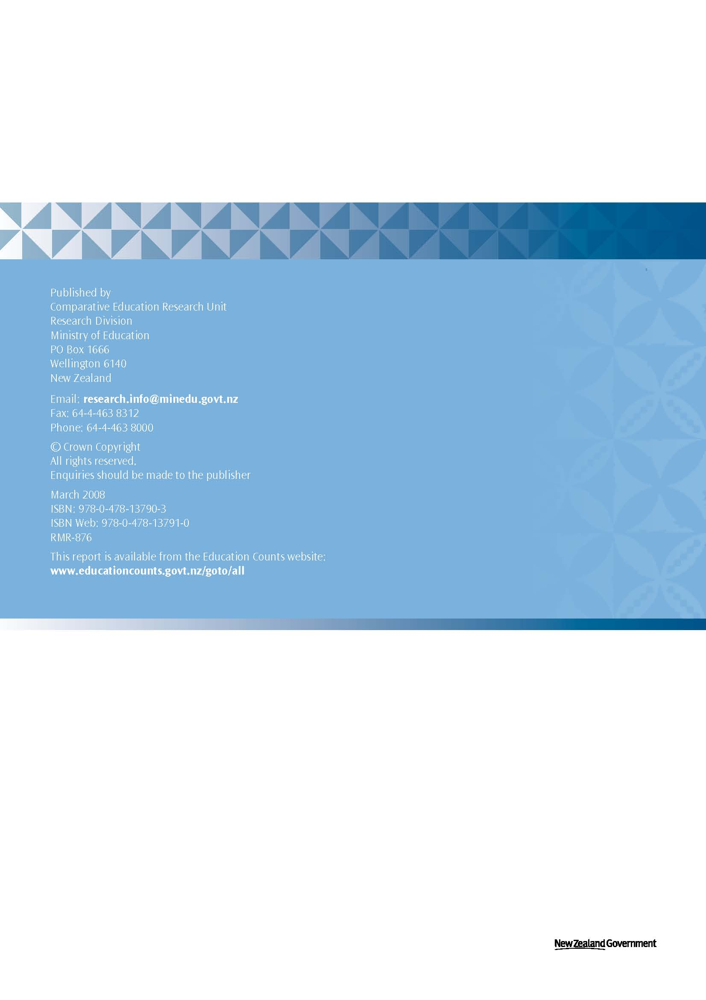 Published by
Comparative Education Research Unit
Research Division
Ministry of Education
PO Box 1666
Wellington 6140
New Zealand
Email: research.info@minedu.govt.nz
Fax: 64-4-463 8312
Phone: 64-4-463 8000
© Crown Copyright
All rights reserved.
Enquiries should be made to the publisher
March 2008
ISBN: 978-0-478-13790-3
ISBN Web: 978-0-478-13791-0
RMR-876
This report is available from the Education Counts website:
www.educationcounts.govt.nz/goto/all
New Zealand Government